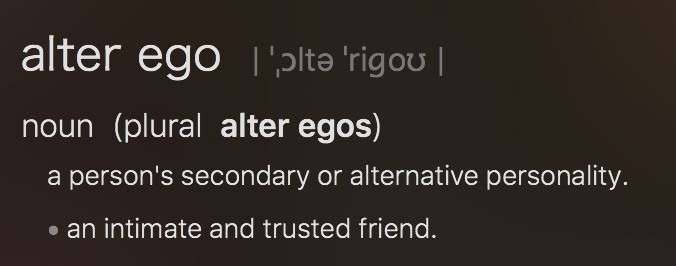 alter ego | ˈˌɔltə ˈriɡoʊ |
noun (plural alter egos)
a person's secondary or alternative personality.
• an intimate and trusted friend.